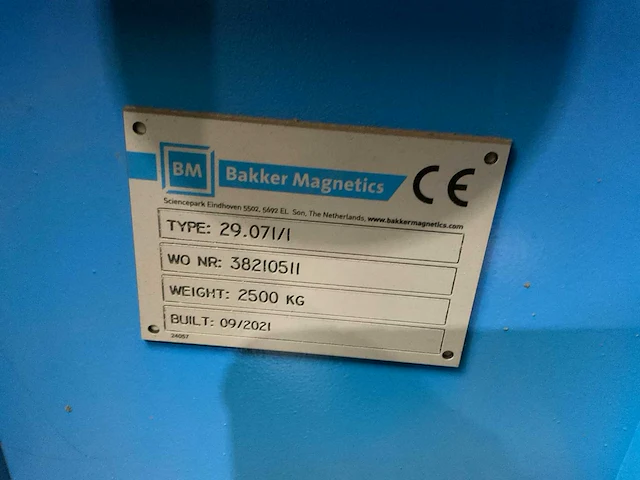 BM Bakker Magnetics CE
Sciencepark Eindhoven 5502, 5692 EL Son, The Netherlands, www.bakkermagnetics.com
TYPE: 29.071/1
WO NR: 38210511
WEIGHT: 2500 KG
BUILT: 09/2021
24057